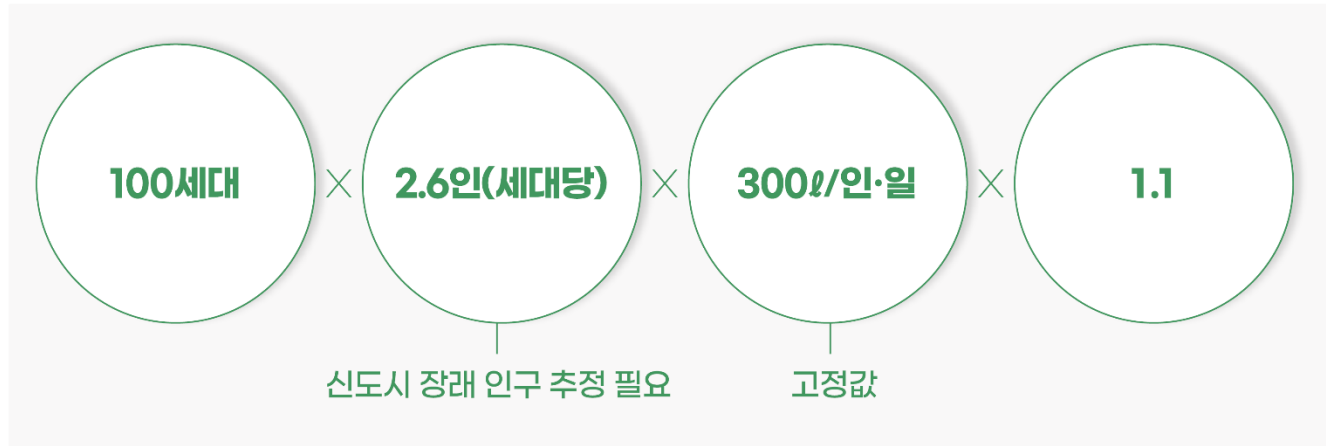 100세대 × 2.6인(세대당) × 300ℓ/인·일 × 1.1
신도시 장래 인구 추정 필요
고정값